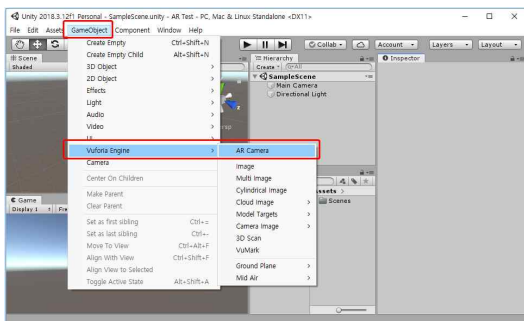 Unity 2018.3.12f1 Personal - SampleScene.unity - AR Test - PC, Mac & Linux Standalone <DX11>
File Edit Assets GameObject Component Window Help
Collab
Account
Layers
Layout
Scene
Shaded
Create Empty Ctrl+Shift+N
Create Empty Child Alt+Shift+N
3D Object
2D Object
Effects
Light
Audio
Video
UI
Vuforia Engine
Camera
Center On Children
Make Parent
Clear Parent
Set as first sibling Ctrl+=
Set as last sibling Ctrl+-
Move To View Ctrl+Alt+F
Align With View Ctrl+Shift+F
Align View to Selected
Toggle Active State Alt+Shift+A
AR Camera
Image
Multi Image
Cylindrical Image
Cloud Image
Model Targets
Camera Image
3D Scan
VuMark
Ground Plane
Mid Air
Hierarchy
Create All
SampleScene
Main Camera
Directional Light
Inspector
Assets
Scenes
Game
Display 1